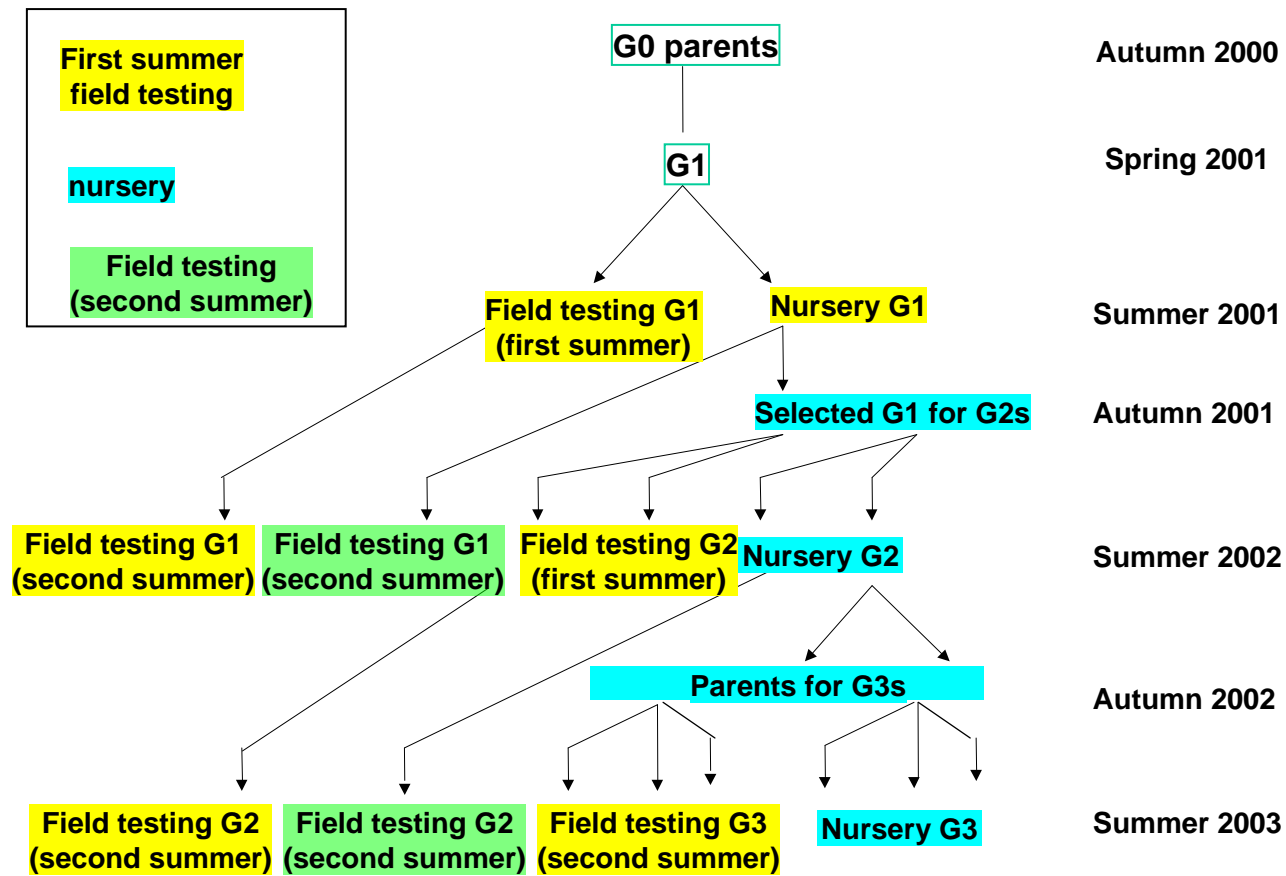 First summer
field testing
nursery
Field testing
(second summer)
G0 parents
Autumn 2000
G1
Spring 2001
Field testing G1
(first summer)
Nursery G1
Summer 2001
Selected G1 for G2s
Autumn 2001
Field testing G1
(second summer)
Field testing G1
(second summer)
Field testing G2
(first summer)
Nursery G2
Summer 2002
Parents for G3s
Autumn 2002
Field testing G2
(second summer)
Field testing G2
(second summer)
Field testing G3
(second summer)
Nursery G3
Summer 2003